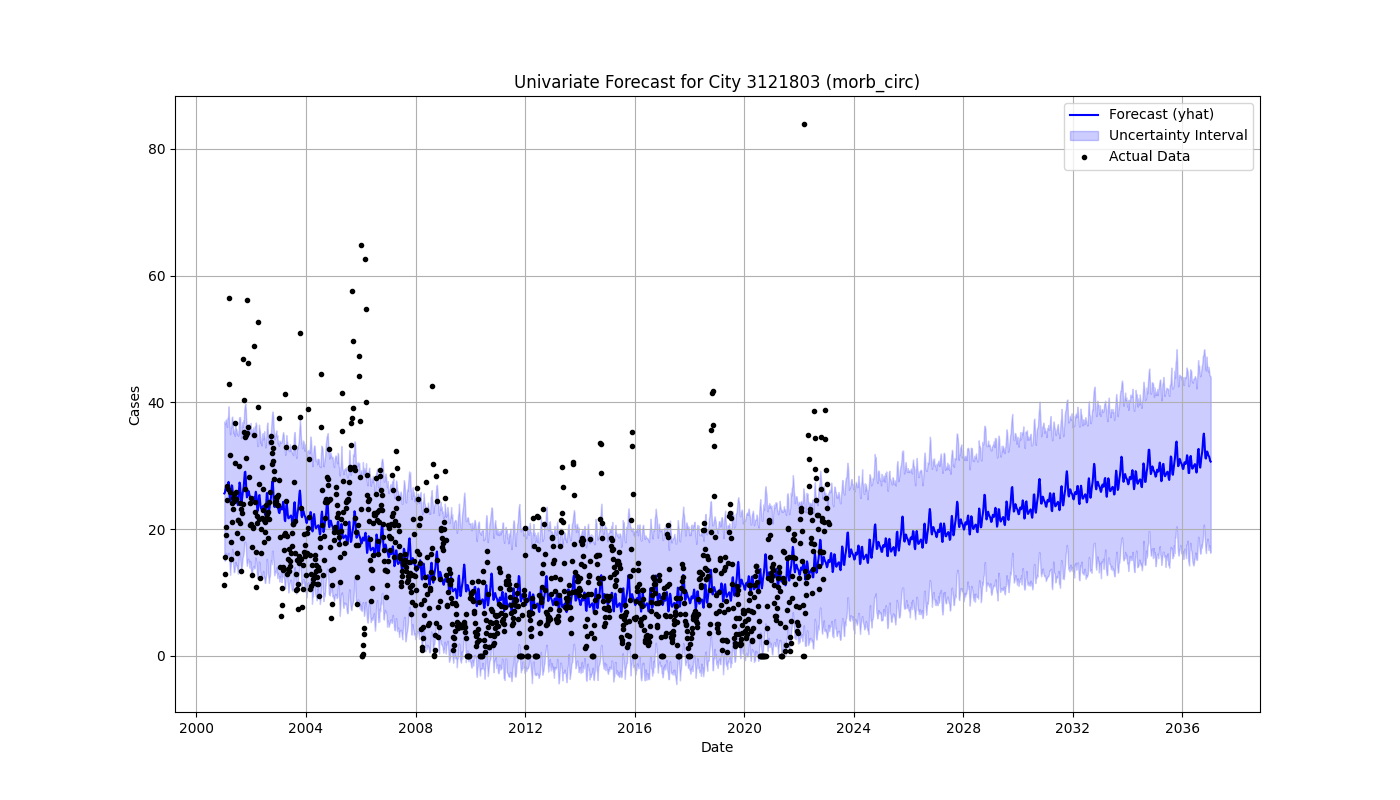 Univariate Forecast for City 3121803 (morb_circ)
Forecast (yhat)
Uncertainty Interval
Actual Data
80
60
40
20
0
Cases
2000 2004 2008 2012 2016 2020 2024 2028 2032 2036
Date